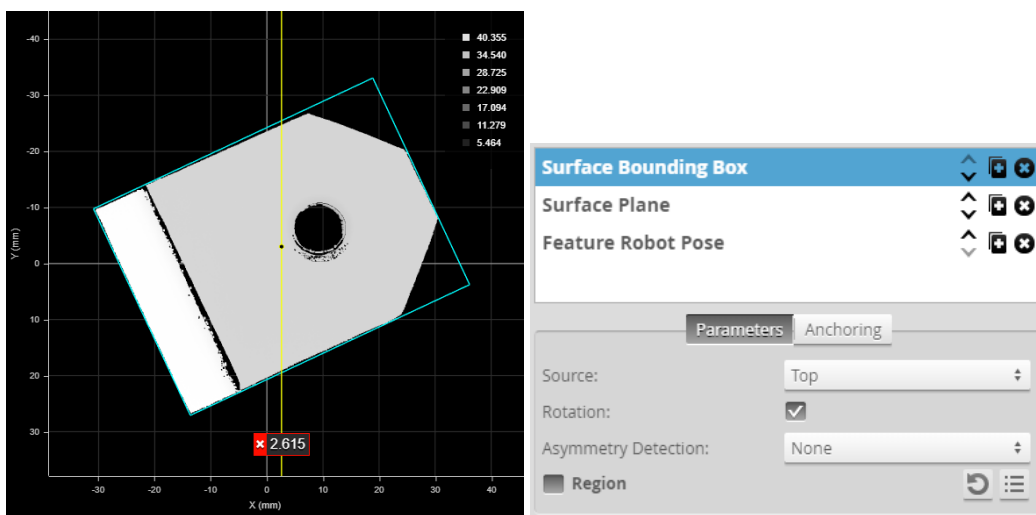 -40
-30
-20
-10
0
10
20
30
Y (mm)
40.355
34.540
28.725
22.909
17.094
11.279
5.464
× 2.615
-30
-20
-10
0
10
20
30
40
X (mm)
Surface Bounding Box
Surface Plane
Feature Robot Pose
Parameters Anchoring
Source: Top
Rotation:
Asymmetry Detection: None
Region